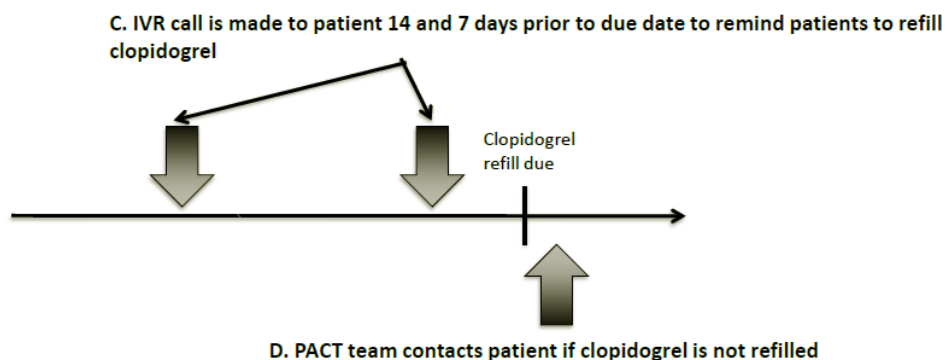 C. IVR call is made to patient 14 and 7 days prior to due date to remind patients to refill
clopidogrel
Clopidogrel
refill due
D. PACT team contacts patient if clopidogrel is not refilled